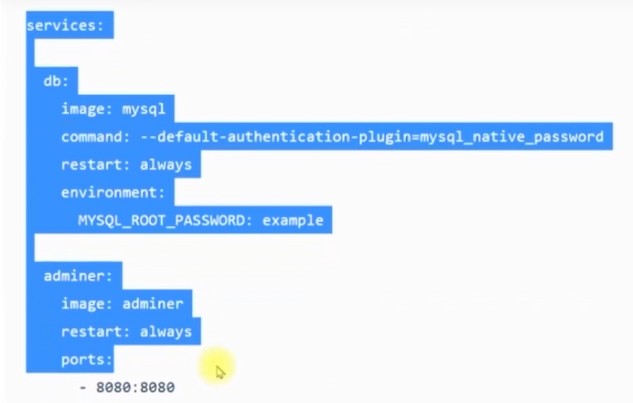 services:
db:
image: mysql
command: --default-authentication-plugin=mysql_native_password
restart: always
environment:
MYSQL_ROOT_PASSWORD: example
adminer:
image: adminer
restart: always
ports:
- 8080:8080